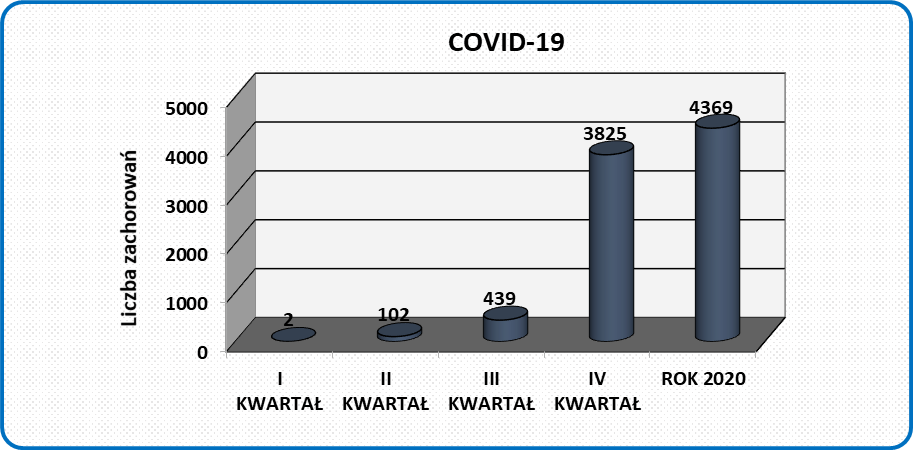 COVID-19
Liczba zachorowań
5000
4000
3000
2000
1000
0
2
102
439
3825
4369
I
KWARTAŁ
II
KWARTAŁ
III
KWARTAŁ
IV
KWARTAŁ
ROK 2020